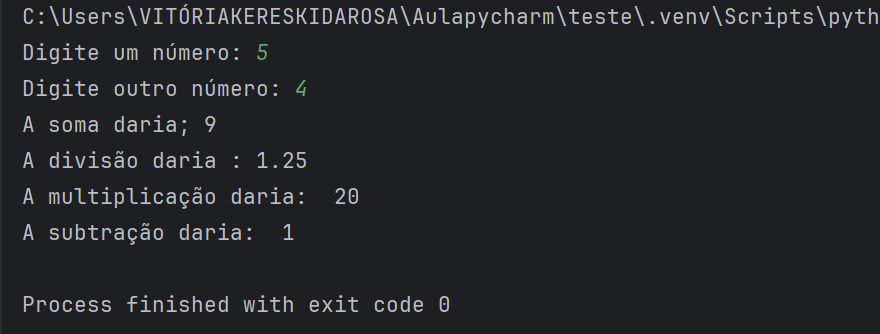 C:\Users\VITÓRIAKERESKIDAROSA\Aulapycharm\teste\.venv\Scripts\pyth
Digite um número: 5
Digite outro número: 4
A soma daria; 9
A divisão daria : 1.25
A multiplicação daria:  20
A subtração daria:  1
Process finished with exit code 0